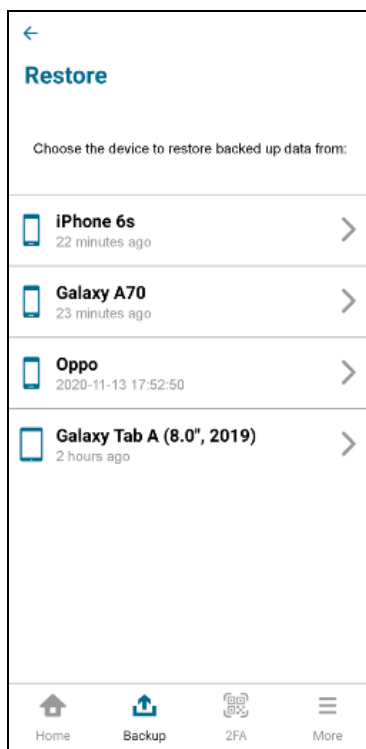 Restore
Choose the device to restore backed up data from:
iPhone 6s
22 minutes ago
Galaxy A70
23 minutes ago
Oppo
2020-11-13 17:52:50
Galaxy Tab A (8.0", 2019)
2 hours ago
Home Backup 2FA More